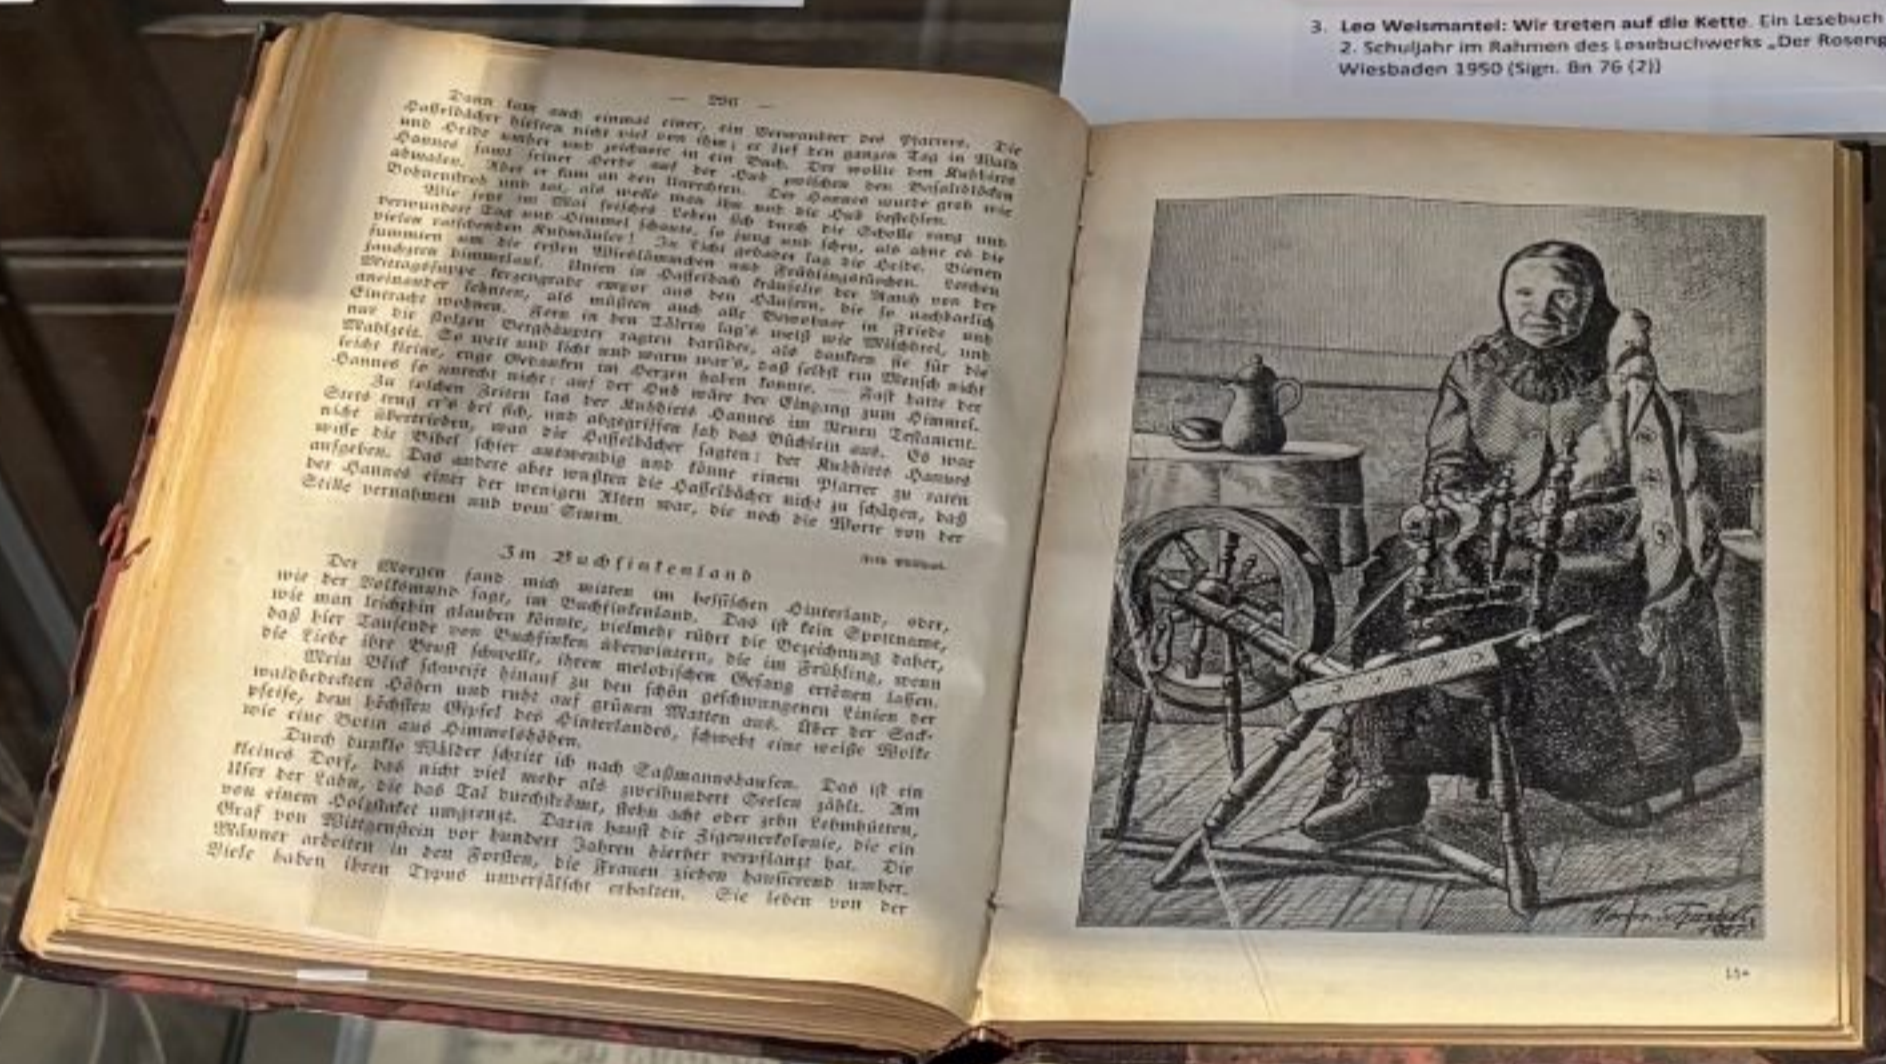 3. Leo Weismantel: Wir treten auf die Kette. Ein Lesebuch
2. Schuljahr im Rahmen des Lesebuchwerks „Der Roseng
Wiesbaden 1950 (Sign. Bn 76 (2))
— 226 —
Dann kam auch einmal einer, ein Verwandter des Pfarrers. Die
Hasselbächer hielten nicht viel von ihm; er lief den ganzen Tag in Wald
und Heide umher und zeichnete in ein Buch. Der wollte den Kuhhirts
Hannes samt seiner Herde auf der Hub zwischen den Basaltblöcken
abmalen. Aber er kam an den Unrechten. Der Hannes wurde grob wie
Bohnenstroh und tat, als wolle man ihm und die Hub bestehlen.
Wie jetzt im Mai frisches Leben sich durch die Scholle rang und
verwundert Tag und Himmel schaute, so jung und scheu, als ahne es die
vielen rutschenden Kuhmäuler! In Licht gebadet lag die Heide. Bienen
summten um die ersten Wiesblümchen und Frühlingssträuchen. Lerchen
jauchzten himmelauf. Unten in Hasselbach kräuselte der Rauch von der
Mittagssuppe kerzengrade empor aus den Häusern, die so nachbarlich
aneinander lehnten, als müßten auch alle Bewohner in Friede und
Eintracht wohnen. Fern in den Tälern lag's weiß wie Milchbrei, und
nur die stolzen Berghäupter ragten darüber, als dankten sie für die
Mahlzeit. So weit und licht und warm war's, daß selbst ein Mensch nicht
leicht kleine, enge Gedanken im Herzen haben konnte. — Fast hatte der
Hannes so unrecht nicht: auf der Hub wäre der Eingang zum Himmel.
Zu solchen Zeiten las der Kuhhirts Hannes im Neuen Testament.
Stets trug er's bei sich, und abgegriffen sah das Büchlein aus. Es war
nicht übertrieben, was die Hasselbächer sagten: der Kuhhirts Hannes
wisse die Bibel schier auswendig und könne einem Pfarrer zu raten
aufgeben. Das andere aber wußten die Hasselbächer nicht zu schätzen, daß
der Hannes einer der wenigen Alten war, die noch die Worte von der
Stille vernahmen und vom Sturm.
Im Buchfinkenland
Der Morgen fand mich mitten im hessischen Hinterland, oder,
wie der Volksmund sagt, im Buchfinkenland. Das ist kein Spottname,
wie man leichthin glauben könnte, vielmehr rührt die Bezeichnung daher,
daß hier Tausende von Buchfinken überwintern, die im Frühling, wenn
die Liebe ihre Brust schwellt, ihren melodischen Gesang ertönen lassen.
Mein Blick schweift hinauf zu den schön geschwungenen Linien der
waldbedeckten Höhen und ruht auf grünen Matten aus. Über der Sack-
pfeife, dem höchsten Gipfel des Hinterlandes, schwebt eine weiße Wolke
wie eine Botin aus Himmelshöhen.
Durch dunkle Wälder schritt ich nach Saßmannshausen. Das ist ein
kleines Dorf, das nicht viel mehr als zweihundert Seelen zählt. Am
Ufer der Lahn, die das Tal durchströmt, stehn acht oder zehn Lehmhütten,
von einem Holzstaket umgrenzt. Darin haust die Zigeunerkolonie, die ein
Graf von Wittgenstein vor hundert Jahren hierher verpflanzt hat. Die
Männer arbeiten in den Forsten, die Frauen ziehen hausierend umher.
Viele haben ihren Typus unverfälscht erhalten. Sie leben von der
15*